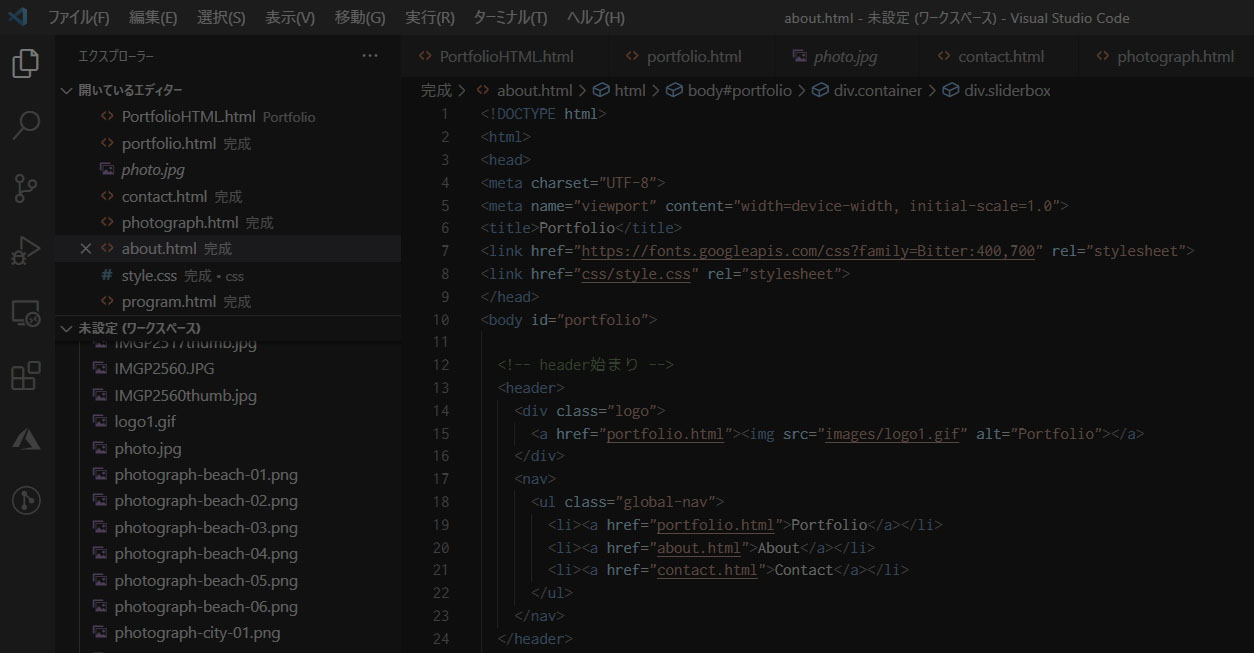 ファイル(F) 編集(E) 選択(S) 表示(V) 移動(G) 実行(R) ターミナル(T) ヘルプ(H) about.html - 未設定 (ワークスペース) - Visual Studio Code
エクスプローラー ···
PortfolioHTML.html portfolio.html photo.jpg contact.html photograph.html
開いているエディター
PortfolioHTML.html Portfolio
portfolio.html 完成
photo.jpg
contact.html 完成
photograph.html 完成
about.html 完成
style.css 完成 • css
program.html 完成
未設定 (ワークスペース)
IMGP2517thumb.jpg
IMGP2560.JPG
IMGP2560thumb.jpg
logo1.gif
photo.jpg
photograph-beach-01.png
photograph-beach-02.png
photograph-beach-03.png
photograph-beach-04.png
photograph-beach-05.png
photograph-beach-06.png
photograph-city-01.png
完成 > about.html > html > body#portfolio > div.container > div.sliderbox
1 <!DOCTYPE html>
2 <html>
3 <head>
4 <meta charset="UTF-8">
5 <meta name="viewport" content="width=device-width, initial-scale=1.0">
6 <title>Portfolio</title>
7 <link href="https://fonts.googleapis.com/css?family=Bitter:400,700" rel="stylesheet">
8 <link href="css/style.css" rel="stylesheet">
9 </head>
10 <body id="portfolio">
11
12 <!-- header始まり -->
13 <header>
14 <div class="logo">
15 <a href="portfolio.html"><img src="images/logo1.gif" alt="Portfolio"></a>
16 </div>
17 <nav>
18 <ul class="global-nav">
19 <li><a href="portfolio.html">Portfolio</a></li>
20 <li><a href="about.html">About</a></li>
21 <li><a href="contact.html">Contact</a></li>
22 </ul>
23 </nav>
24 </header>